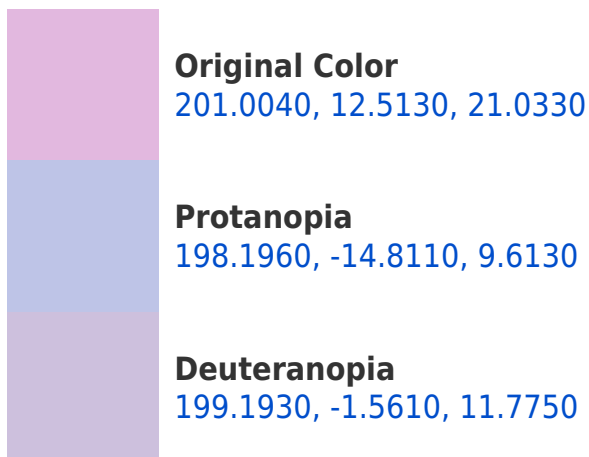 Original Color
201.0040, 12.5130, 21.0330
Protanopia
198.1960, -14.8110, 9.6130
Deuteranopia
199.1930, -1.5610, 11.7750